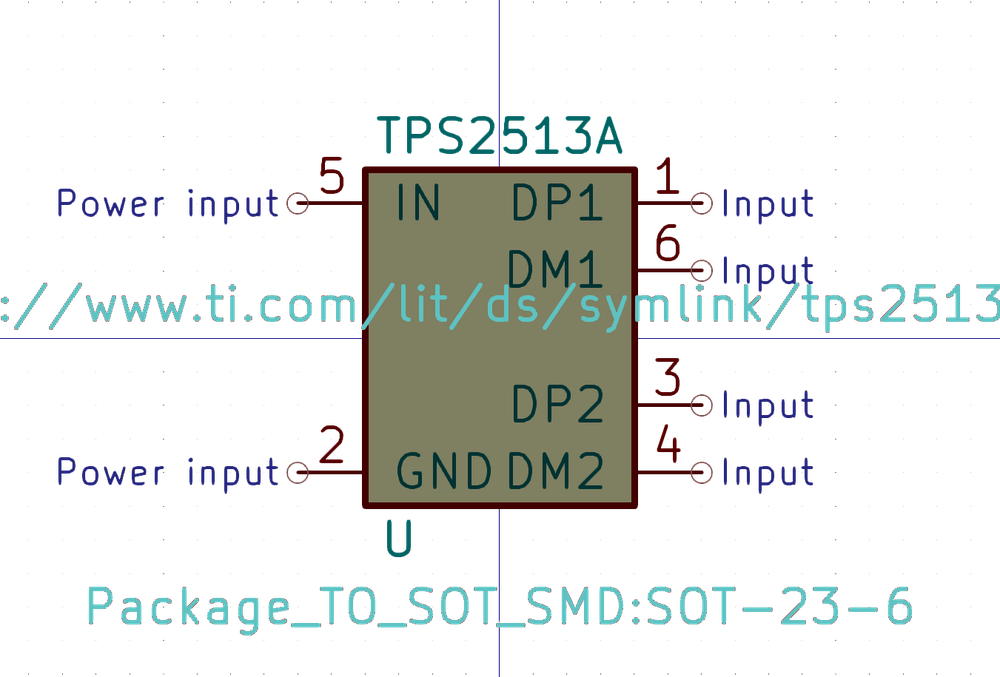 TPS2513A
Power input 5 IN DP1 1 Input
DM1 6 Input
://www.ti.com/lit/ds/symlink/tps2513
DP2 3 Input
Power input 2 GND DM2 4 Input
U
Package_TO_SOT_SMD:SOT-23-6